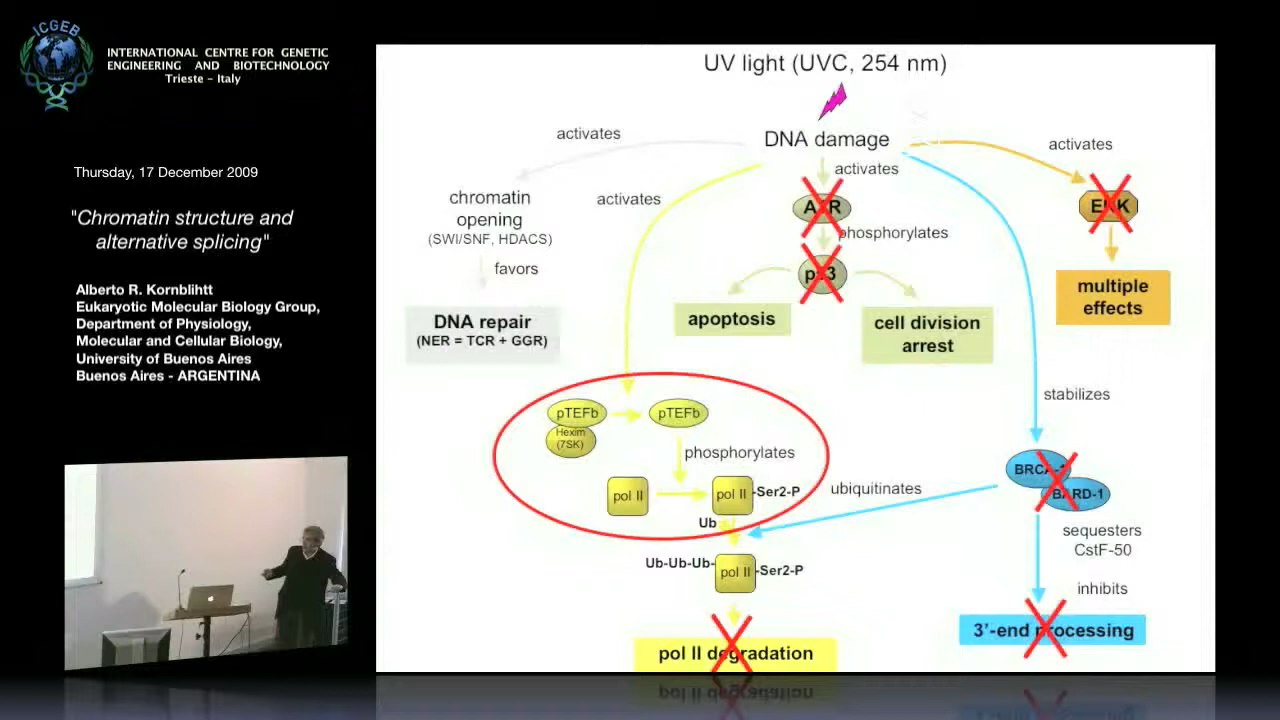 ICGEB
INTERNATIONAL CENTRE FOR GENETIC
ENGINEERING AND BIOTECHNOLOGY
Trieste - Italy
Thursday, 17 December 2009
"Chromatin structure and
alternative splicing"
Alberto R. Kornblihtt
Eukaryotic Molecular Biology Group,
Department of Physiology,
Molecular and Cellular Biology,
University of Buenos Aires
Buenos Aires - ARGENTINA
UV light (UVC, 254 nm)
DNA damage
activates
activates
activates
activates
chromatin
opening
(SWI/SNF, HDACS)
favors
DNA repair
(NER = TCR + GGR)
phosphorylates
apoptosis
cell division
arrest
multiple
effects
pTEFb
Hexim
(7SK)
pTEFb
phosphorylates
pol II
pol II
-Ser2-P
Ub
Ub-Ub-Ub-
pol II
-Ser2-P
pol II degradation
ubiquitinates
stabilizes
BRCA-1
BARD-1
sequesters
CstF-50
inhibits
3'-end processing